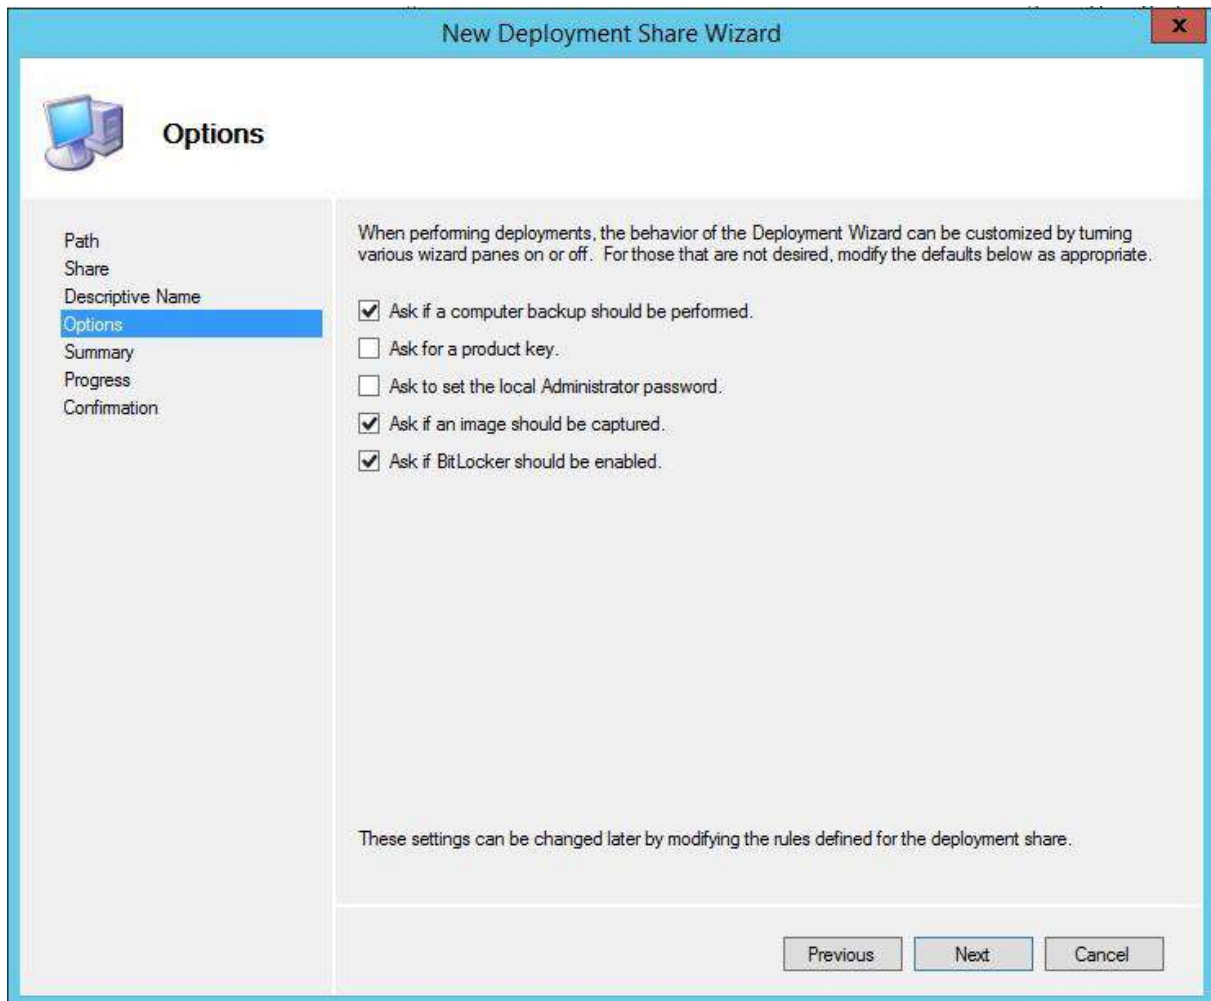 New Deployment Share Wizard
x
Options
Path
Share
Descriptive Name
Options
Summary
Progress
Confirmation
When performing deployments, the behavior of the Deployment Wizard can be customized by turning
various wizard panes on or off.  For those that are not desired, modify the defaults below as appropriate.
Ask if a computer backup should be performed.
Ask for a product key.
Ask to set the local Administrator password.
Ask if an image should be captured.
Ask if BitLocker should be enabled.
These settings can be changed later by modifying the rules defined for the deployment share.
Previous
Next
Cancel